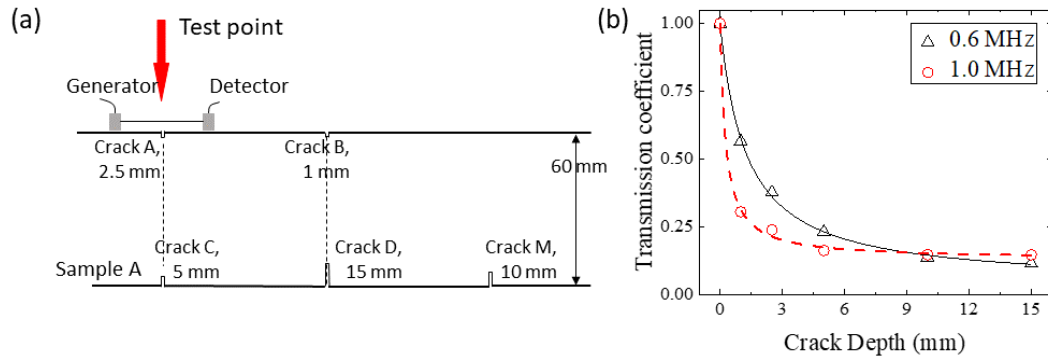 (a)
Test point
Generator
Detector
Crack A,
2.5 mm
Crack B,
1 mm
60 mm
Crack C,
5 mm
Crack D,
15 mm
Crack M,
10 mm
Sample A
(b)
Transmission coefficient
1.00
0.75
0.50
0.25
0.00
0.6 MHz
1.0 MHz
0 3 6 9 12 15
Crack Depth (mm)